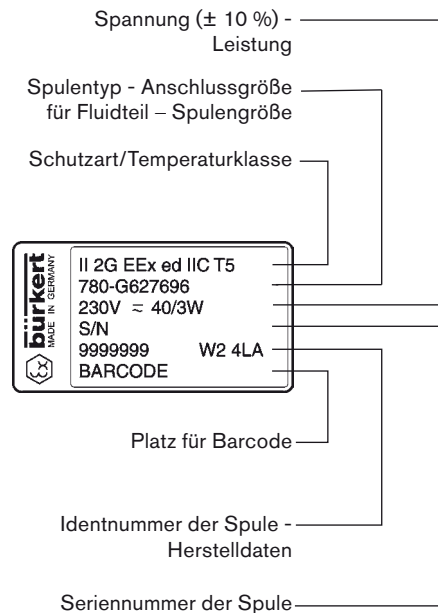 Spannung (± 10 %) -
Leistung
Spulentyp - Anschlussgröße
für Fluidteil – Spulengröße
Schutzart/Temperaturklasse
bürkert
MADE IN GERMANY
εx
II 2G EEx ed IIC T5
780-G627696
230V ≂ 40/3W
S/N
9999999 W2 4LA
BARCODE
Platz für Barcode
Identnummer der Spule -
Herstelldaten
Seriennummer der Spule